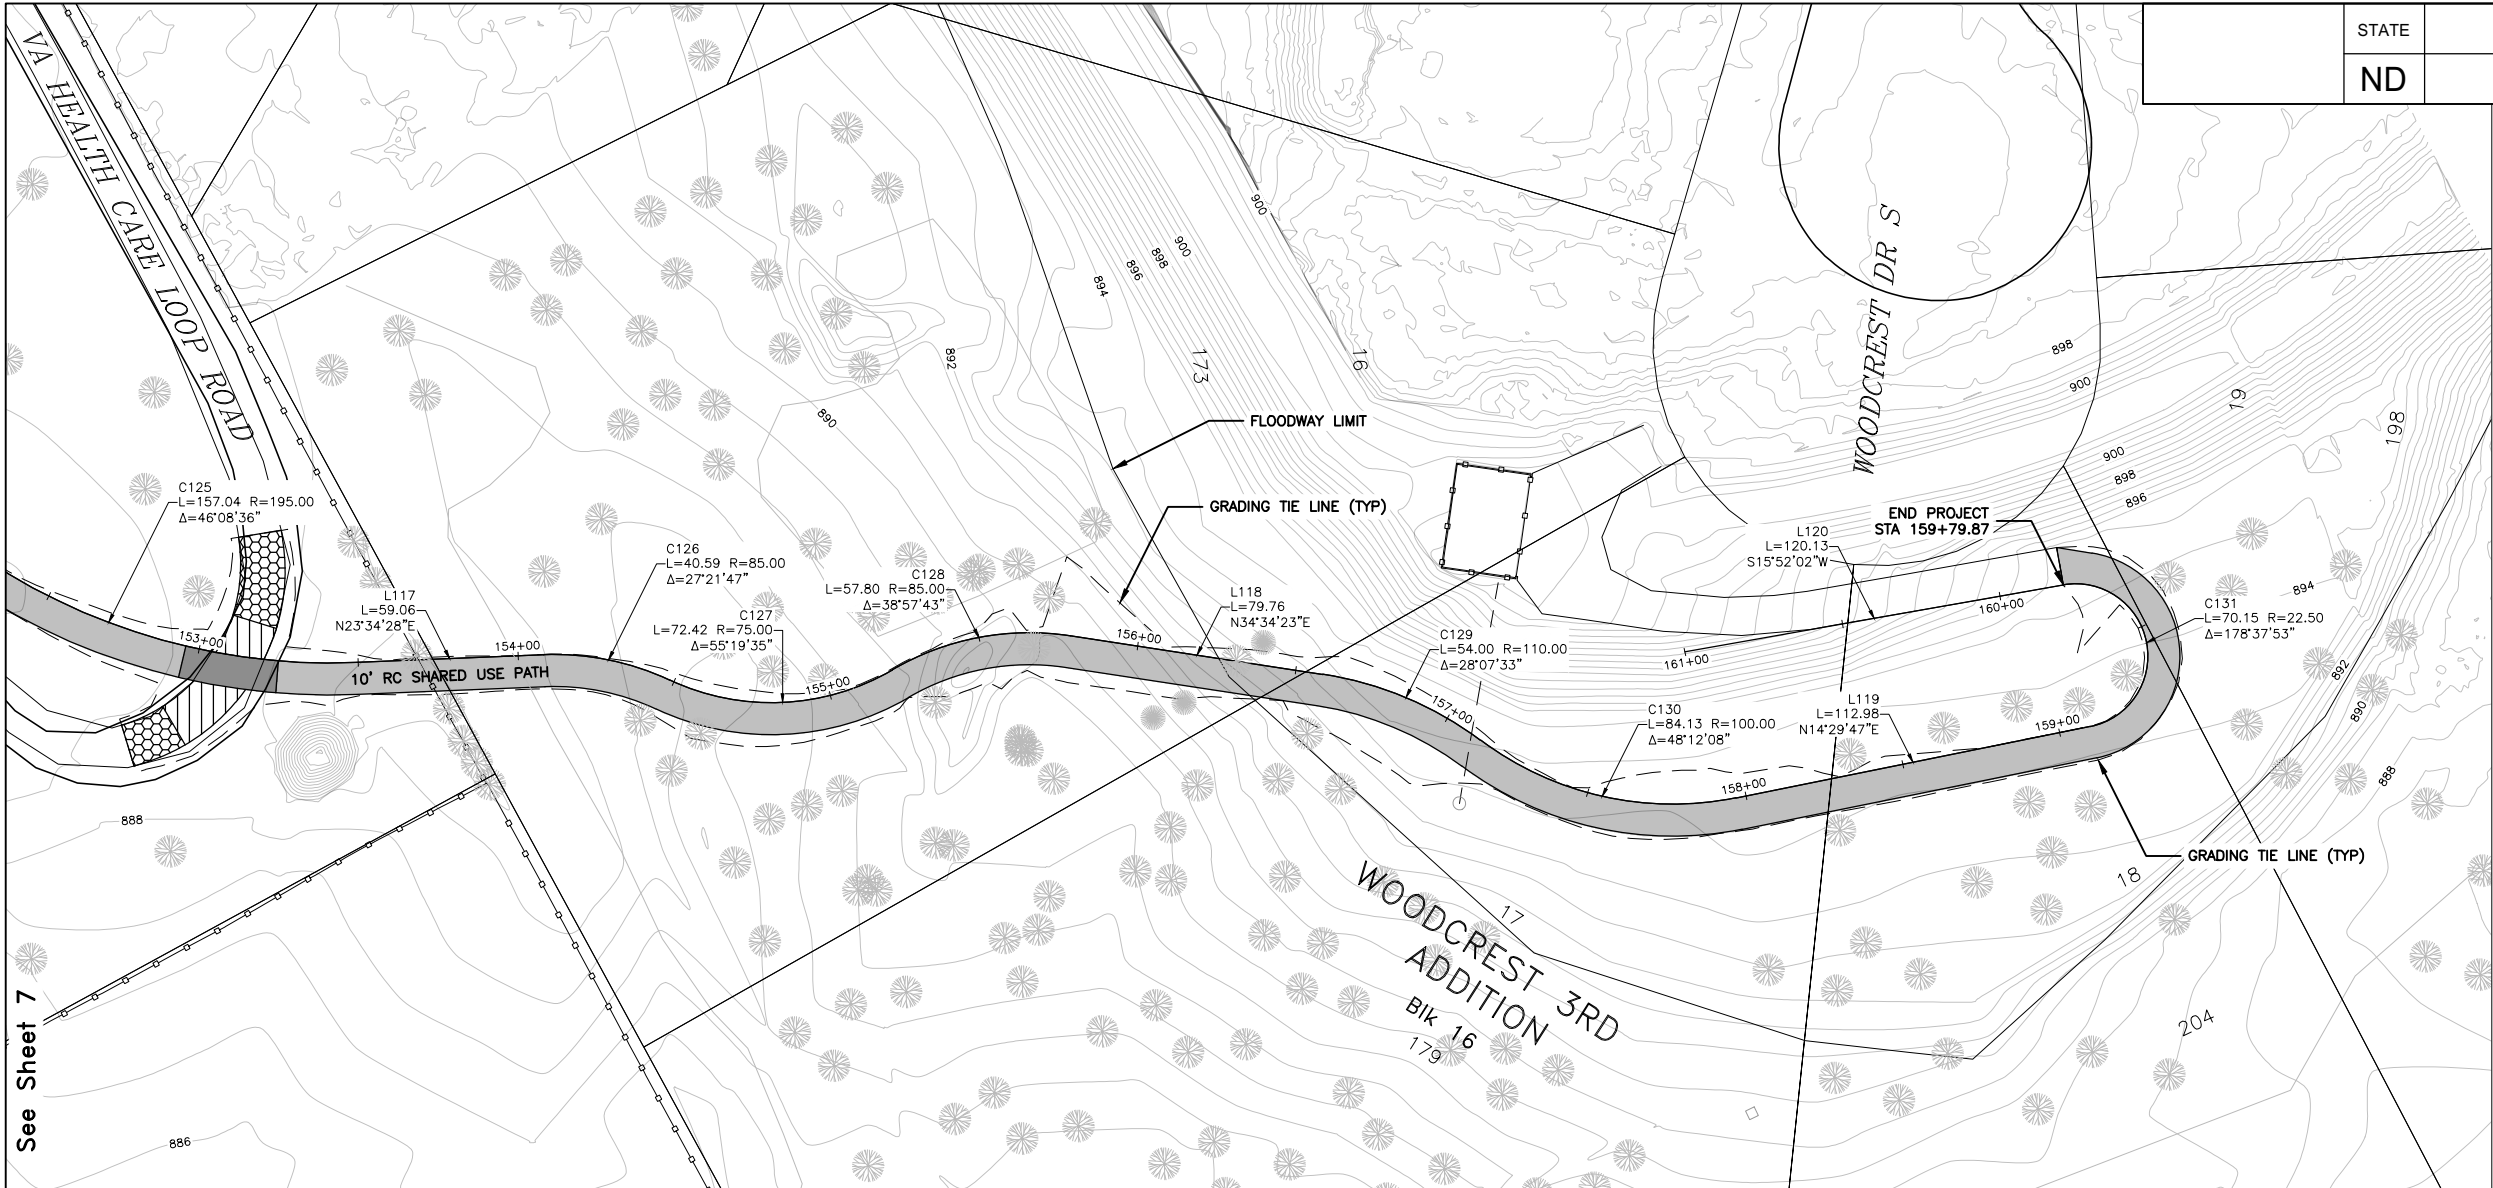 STATE
ND
VA HEALTH CARE LOOP ROAD
900
900
898
896
894
892
890
173
16
WOODCREST DR S
898
900
19
198
900
898
896
FLOODWAY LIMIT
GRADING TIE LINE (TYP)
C125
L=157.04 R=195.00
Δ=46°08'36"
153+00
L117
L=59.06
N23°34'28"E
154+00
10' RC SHARED USE PATH
C126
L=40.59 R=85.00
Δ=27°21'47"
C127
L=72.42 R=75.00
Δ=55°19'35"
155+00
C128
L=57.80 R=85.00
Δ=38°57'43"
156+00
L118
L=79.76
N34°34'23"E
C129
L=54.00 R=110.00
Δ=28°07'33"
157+00
C130
L=84.13 R=100.00
Δ=48°12'08"
158+00
L119
L=112.98
N14°29'47"E
159+00
END PROJECT
STA 159+79.87
L120
L=120.13
S15°52'02"W
160+00
161+00
C131
L=70.15 R=22.50
Δ=178°37'53"
894
892
890
888
GRADING TIE LINE (TYP)
18
17
WOODCREST 3RD
ADDITION
Blk 16
179
204
888
886
See Sheet 7